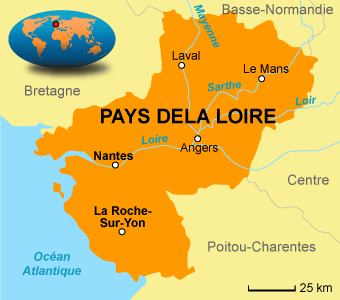 Basse-Normandie
Mayenne
Laval
Le Mans
Sarthe
Bretagne
Loir
PAYS DELA LOIRE
Loire
Angers
Nantes
Centre
La Roche-
Sur-Yon
Poitou-Charentes
Océan
Atlantique
25 km